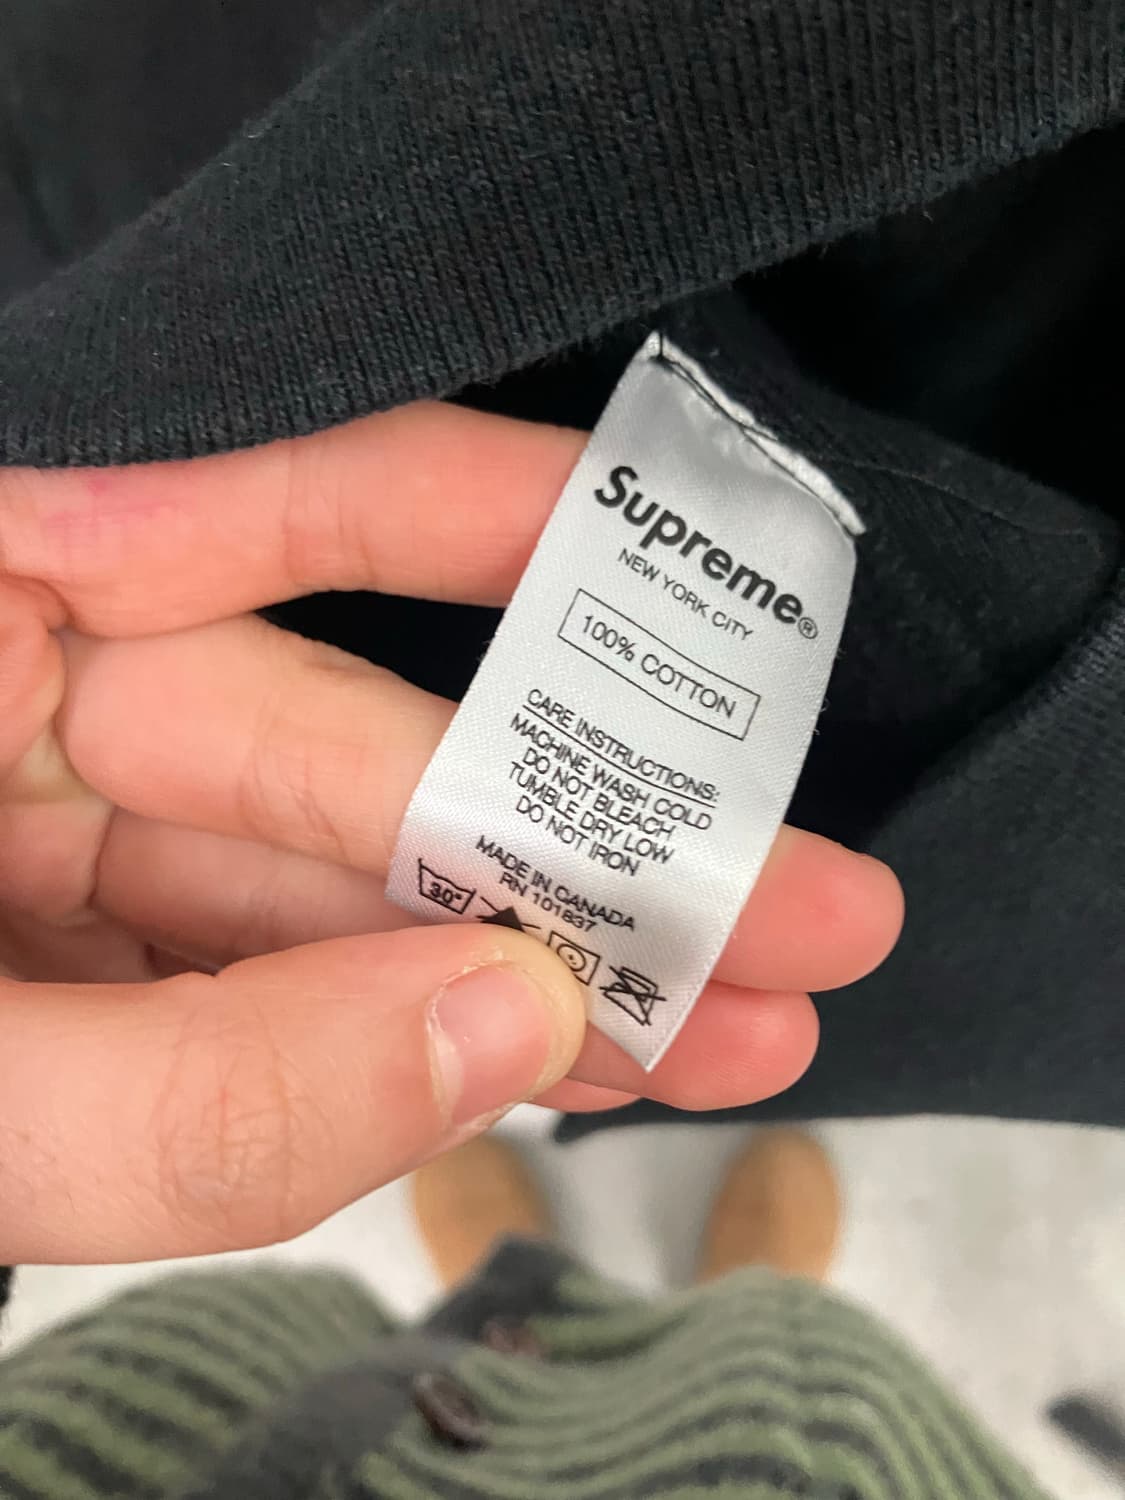 Supreme®
NEW YORK CITY
100% COTTON
CARE INSTRUCTIONS:
MACHINE WASH COLD
DO NOT BLEACH
TUMBLE DRY LOW
DO NOT IRON
MADE IN CANADA
RN 101837
30°